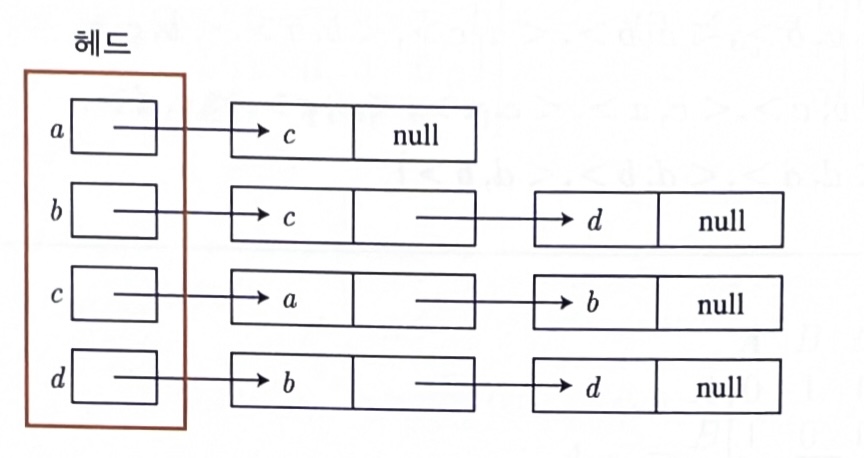 헤드
a c null
b c d null
c a b null
d b d null